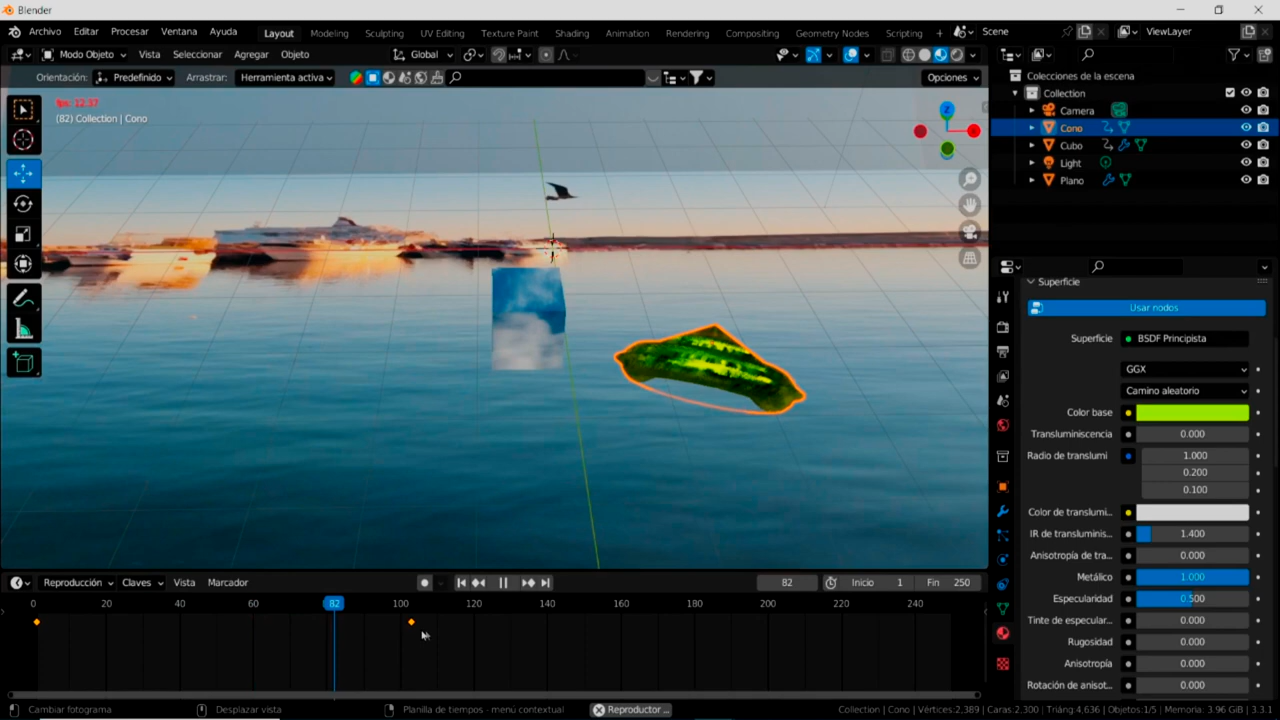 Blender
Archivo Editar Procesar Ventana Ayuda Layout Modeling Sculpting UV Editing Texture Paint Shading Animation Rendering Compositing Geometry Nodes Scripting + Scene ViewLayer
Modo Objeto Vista Seleccionar Agregar Objeto Global
Orientación: Predefinido Arrastrar: Herramienta activa Opciones
fps: 12.37
(82) Collection | Cono
Z
Colecciones de la escena
Collection
Camera
Cono
Cubo
Light
Plano
Superficie
Usar nodos
Superficie BSDF Principista
GGX
Camino aleatorio
Color base
Transluminiscencia 0.000
Radio de translumi 1.000
0.200
0.100
Color de translumi...
IR de transluminis... 1.400
Anisotropía de tra... 0.000
Metálico 1.000
Especularidad 0.500
Tinte de especular... 0.000
Rugosidad 0.000
Anisotropía 0.000
Rotación de anisot... 0.000
Reproducción Claves Vista Marcador 82 Inicio 1 Fin 250
0 20 40 60 82 100 120 140 160 180 200 220 240
Cambiar fotograma Desplazar vista Planilla de tiempos - menú contextual Reproductor ... Collection | Cono | Vértices:2,389 | Caras:2,300 | Triáng:4,636 | Objetos:1/5 | Memoria: 3.96 GiB | 3.3.1